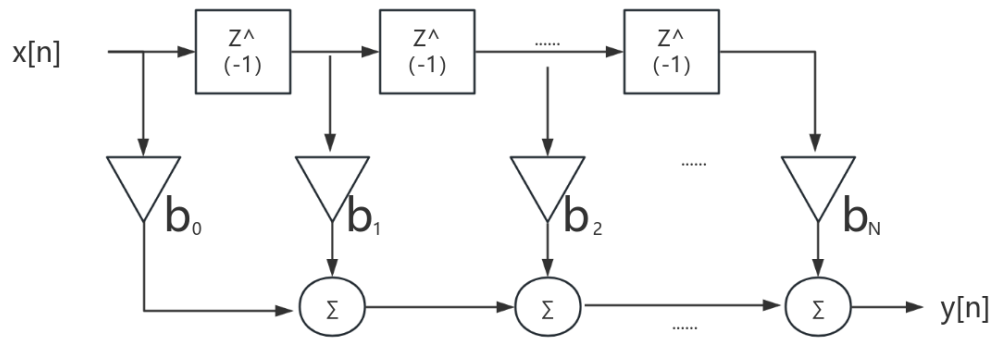 x[n]
Z^
(-1)
Z^
(-1)
......
Z^
(-1)
......
b₀
b₁
b₂
bN
Σ
Σ
Σ
......
y[n]